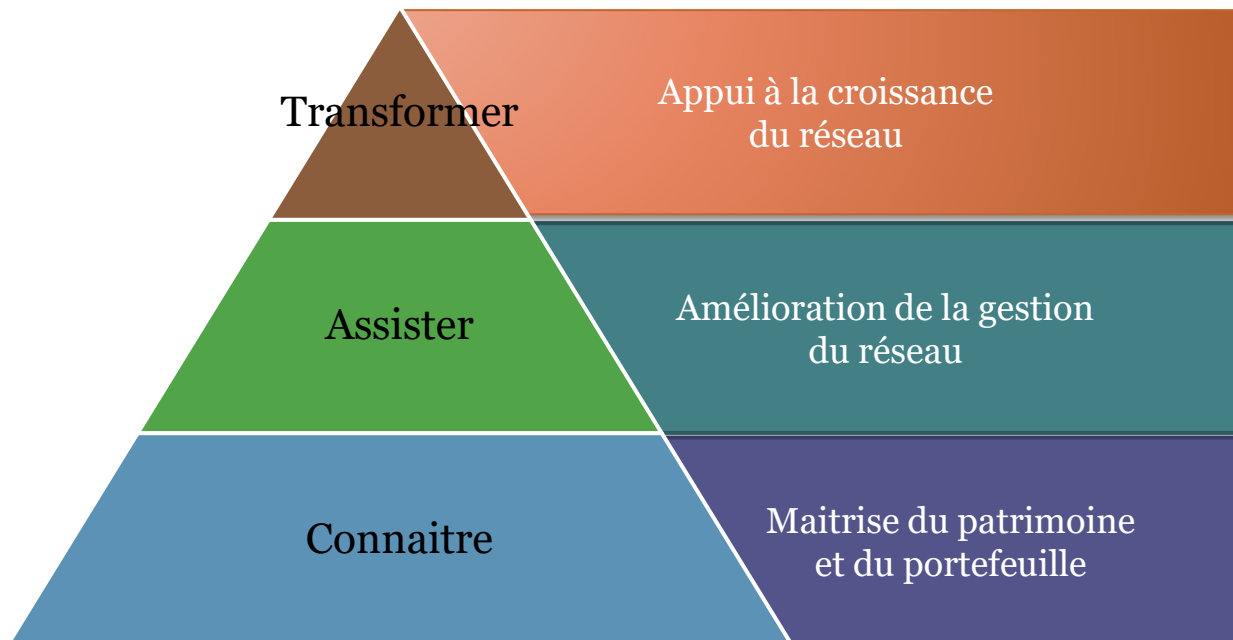 Transformer
Appui à la croissance
du réseau
Assister
Amélioration de la gestion
du réseau
Connaitre
Maitrise du patrimoine
et du portefeuille